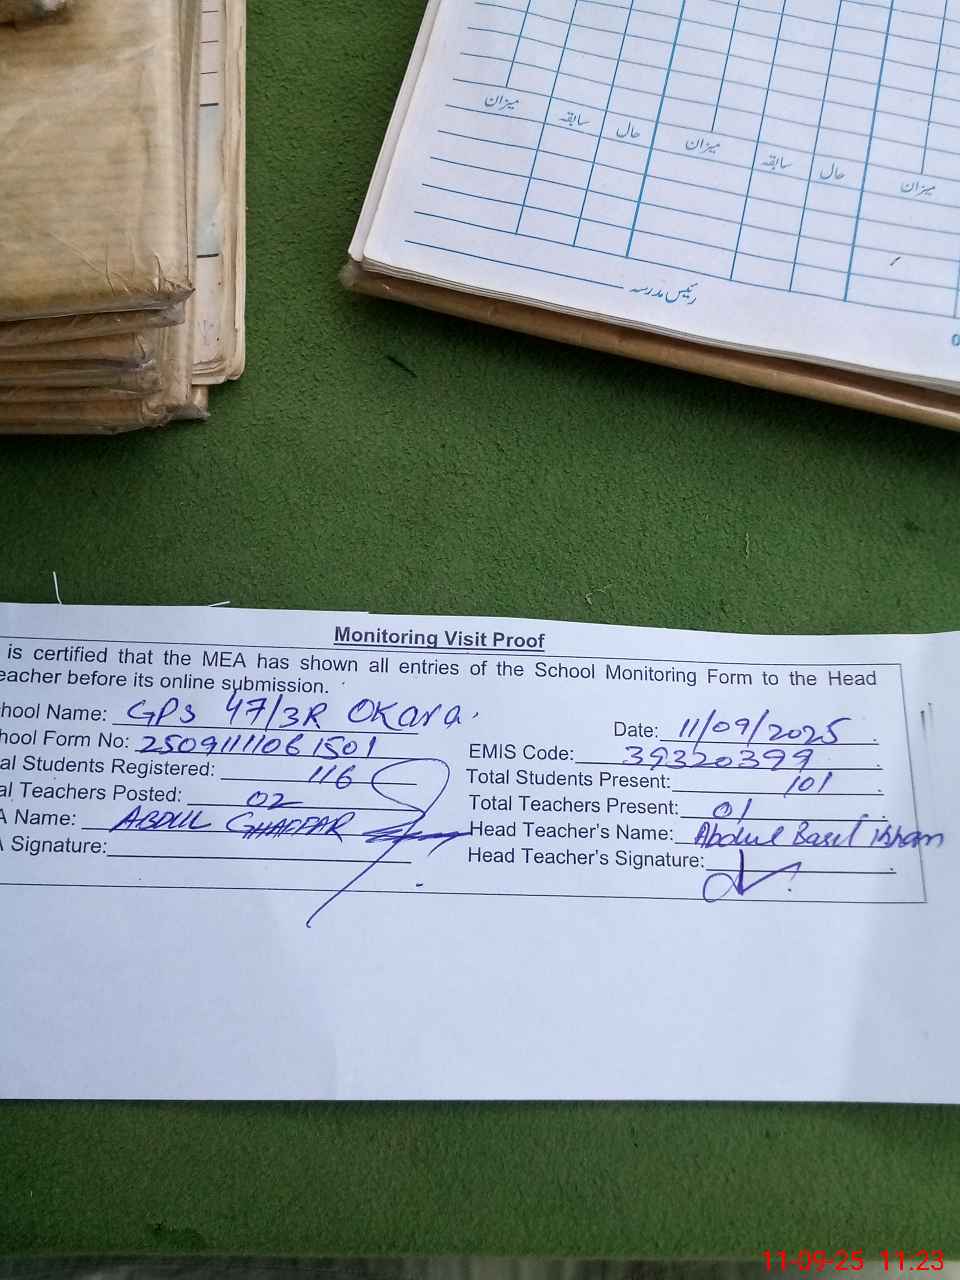 میزان سابقہ حال میزان سابقہ حال میزان
رئیس مدرسہ
Monitoring Visit Proof
is certified that the MEA has shown all entries of the School Monitoring Form to the Head
eacher before its online submission.
hool Name: GPS 47/3R OKara. Date: 11/09/2025
hool Form No: 25091111061501 EMIS Code: 39320399
al Students Registered: 116 Total Students Present: 101
al Teachers Posted: 02 Total Teachers Present: 01
A Name: ABDUL GHAFFAR Head Teacher's Name: Abdul Basit
A Signature: Head Teacher's Signature:
11-09-25 11:23